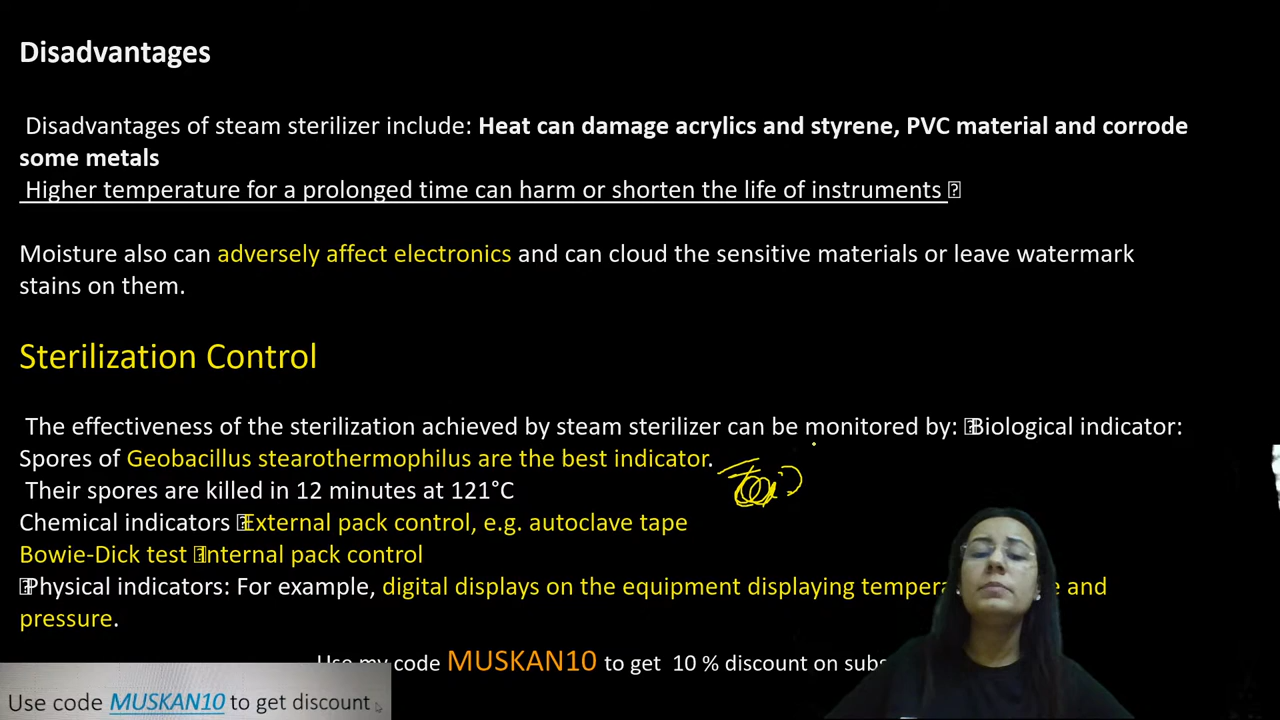 Disadvantages
Disadvantages of steam sterilizer include: Heat can damage acrylics and styrene, PVC material and corrode
some metals
Higher temperature for a prolonged time can harm or shorten the life of instruments
Moisture also can adversely affect electronics and can cloud the sensitive materials or leave watermark
stains on them.
Sterilization Control
The effectiveness of the sterilization achieved by steam sterilizer can be monitored by: Biological indicator:
Spores of Geobacillus stearothermophilus are the best indicator.
Their spores are killed in 12 minutes at 121°C
Chemical indicators External pack control, e.g. autoclave tape
Bowie-Dick test Internal pack control
Physical indicators: For example, digital displays on the equipment displaying and
pressure.
Use my code MUSKAN10 to get 10 % discount on
Use code MUSKAN10 to get discount